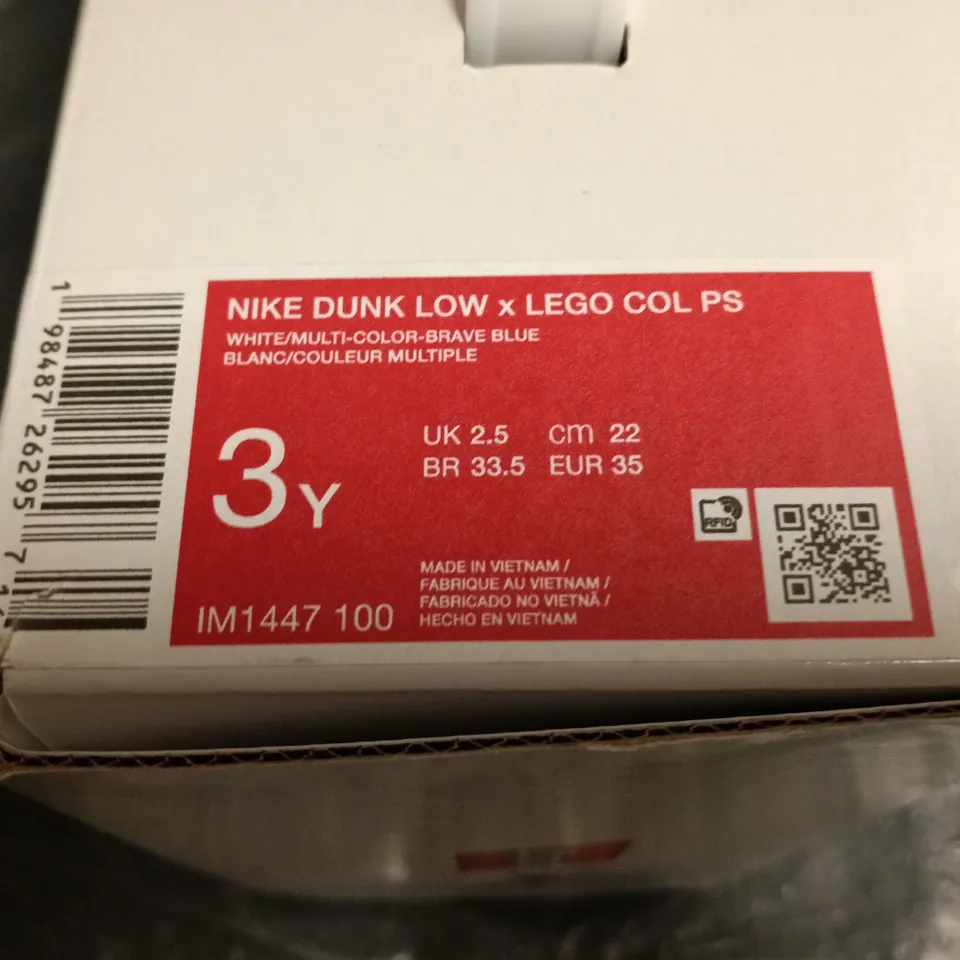 NIKE DUNK LOW x LEGO COL PS
WHITE/MULTI-COLOR-BRAVE BLUE
BLANC/COULEUR MULTIPLE
3Y
UK 2.5 cm 22
BR 33.5 EUR 35
RFID
MADE IN VIETNAM /
FABRIQUE AU VIETNAM /
FABRICADO NO VIETNÃ /
HECHO EN VIETNAM
IM1447 100
1 98487 26295 7